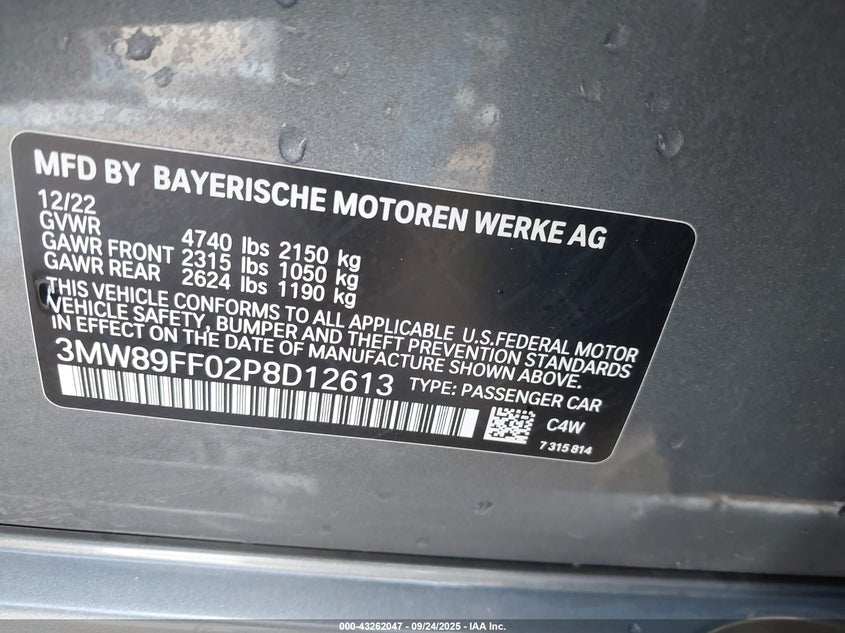 MFD BY BAYERISCHE MOTOREN WERKE AG
12/22
GVWR 4740 lbs 2150 kg
GAWR FRONT 2315 lbs 1050 kg
GAWR REAR 2624 lbs 1190 kg
THIS VEHICLE CONFORMS TO ALL APPLICABLE U.S.FEDERAL MOTOR
VEHICLE SAFETY, BUMPER AND THEFT PREVENTION STANDARDS
IN EFFECT ON THE DATE OF MANUFACTURE SHOWN ABOVE.
3MW89FF02P8D12613 TYPE: PASSENGER CAR
C4W
7 315 814
000-43262047 - 09/24/2025 - IAA Inc.